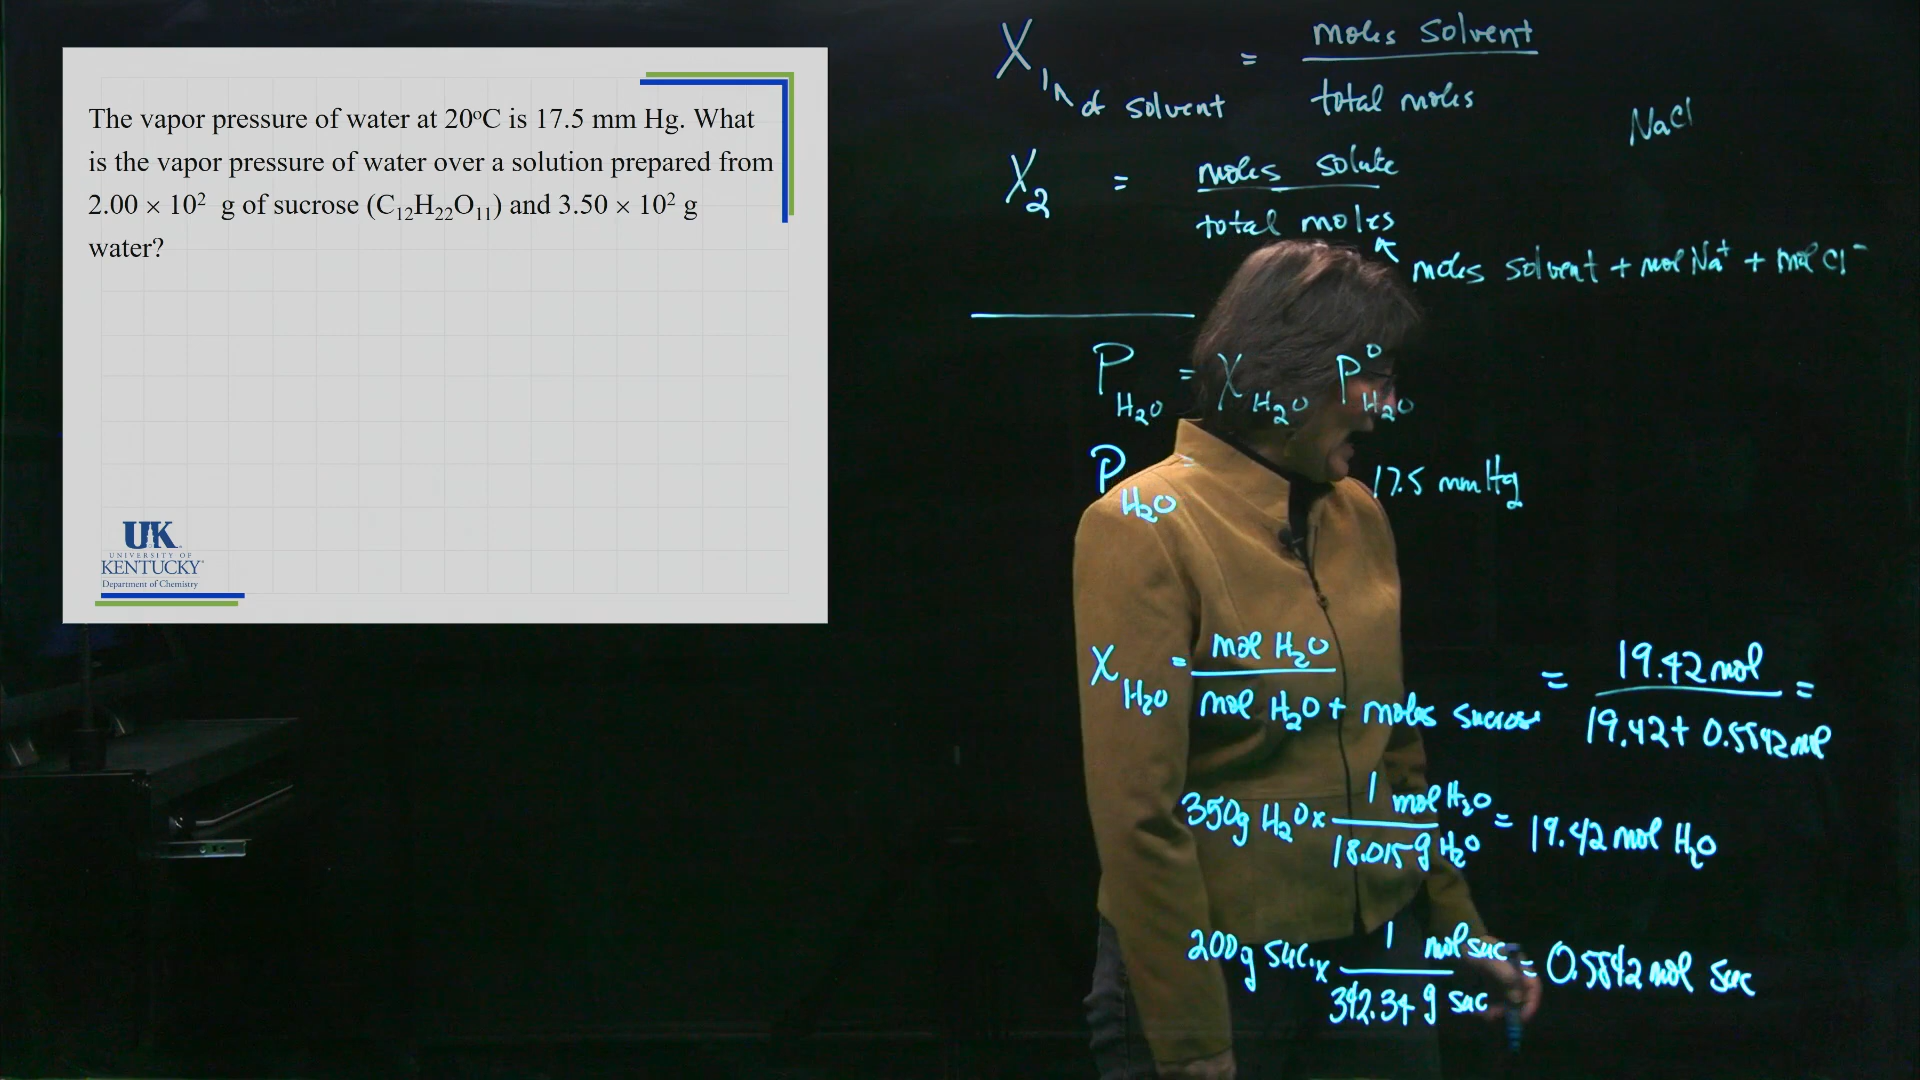 The vapor pressure of water at 20°C is 17.5 mm Hg. What
is the vapor pressure of water over a solution prepared from
2.00 × 10² g of sucrose (C₁₂H₂₂O₁₁) and 3.50 × 10² g
water?
UK
UNIVERSITY OF
KENTUCKY
Department of Chemistry
X₁ of solvent = moles solvent / total moles
NaCl
X₂ = moles solute / total moles
moles solvent + mol Na⁺ + mol Cl⁻
P H₂O = X H₂O P° H₂O
P H₂O = 17.5 mmHg
X H₂O = mol H₂O / mol H₂O + moles sucrose = 19.42 mol / 19.42 + 0.5842 mol =
350g H₂O x 1 mol H₂O / 18.015 g H₂O = 19.42 mol H₂O
200g suc. x 1 mol suc / 342.34 g suc = 0.5842 mol suc